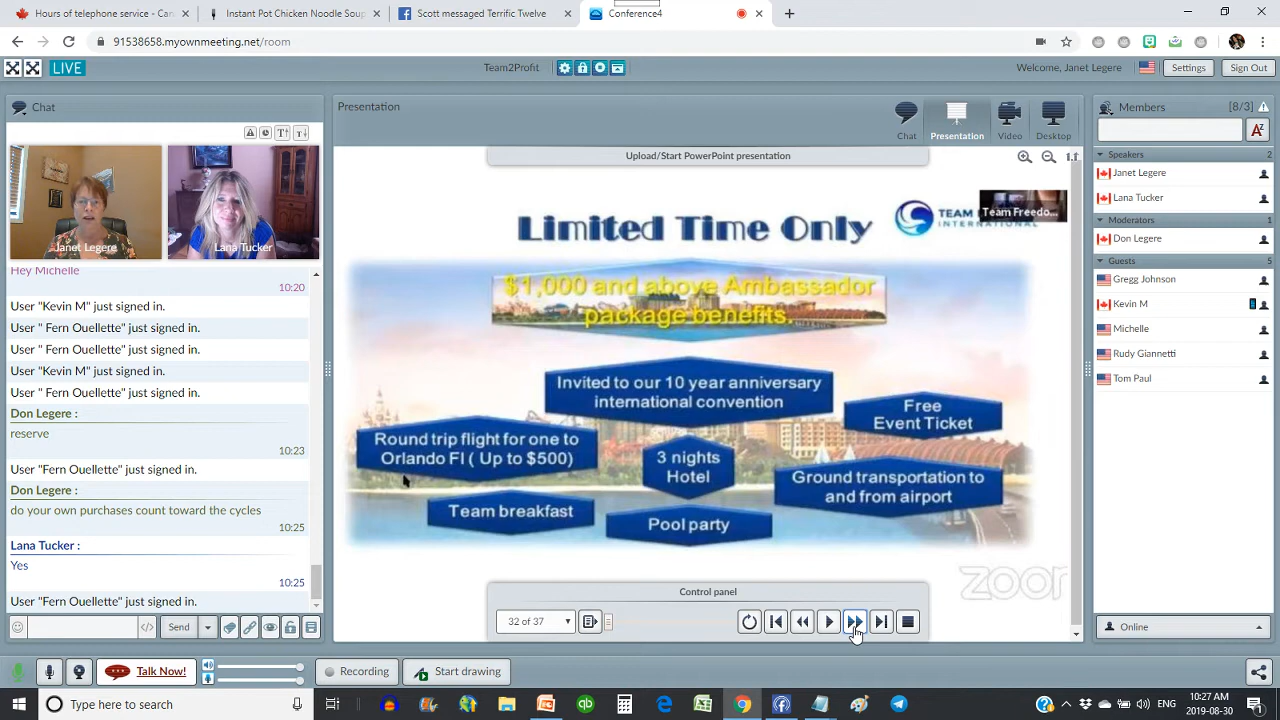 Hours of telephone service - Can
Instant Pot Chicken Noodle Soup
Scott messaged Terrific Twelve
Conference4
91538658.myownmeeting.net/room
LIVE
Team2Profit
Welcome, Janet Legere
Settings
Sign Out
Chat
Janet Legere
Lana Tucker
Hey Michelle
10:20
User "Kevin M" just signed in.
User " Fern Ouellette" just signed in.
User "Fern Ouellette" just signed in.
User "Kevin M" just signed in.
User "Fern Ouellette" just signed in.
Don Legere :
reserve
10:23
User "Fern Ouellette" just signed in.
Don Legere :
do your own purchases count toward the cycles
10:25
Lana Tucker :
Yes
10:25
User "Fern Ouellette" just signed in.
Send
Presentation
Chat
Presentation
Video
Desktop
Upload/Start PowerPoint presentation
1:1
Limited Time Only
TEAM
Team Freedo...
INTERNATIONAL
$1,000 and above Ambassador
package benefits.
Invited to our 10 year anniversary
international convention
Free
Event Ticket
Round trip flight for one to
Orlando Fl ( Up to $500)
3 nights
Hotel
Ground transportation to
and from airport
Team breakfast
Pool party
zoom
Control panel
32 of 37
Members
[8/3]
Speakers
2
Janet Legere
Lana Tucker
Moderators
1
Don Legere
Guests
5
Gregg Johnson
Kevin M
Michelle
Rudy Giannetti
Tom Paul
Online
Talk Now!
Recording
Start drawing
Type here to search
10:27 AM
ENG
2019-08-30